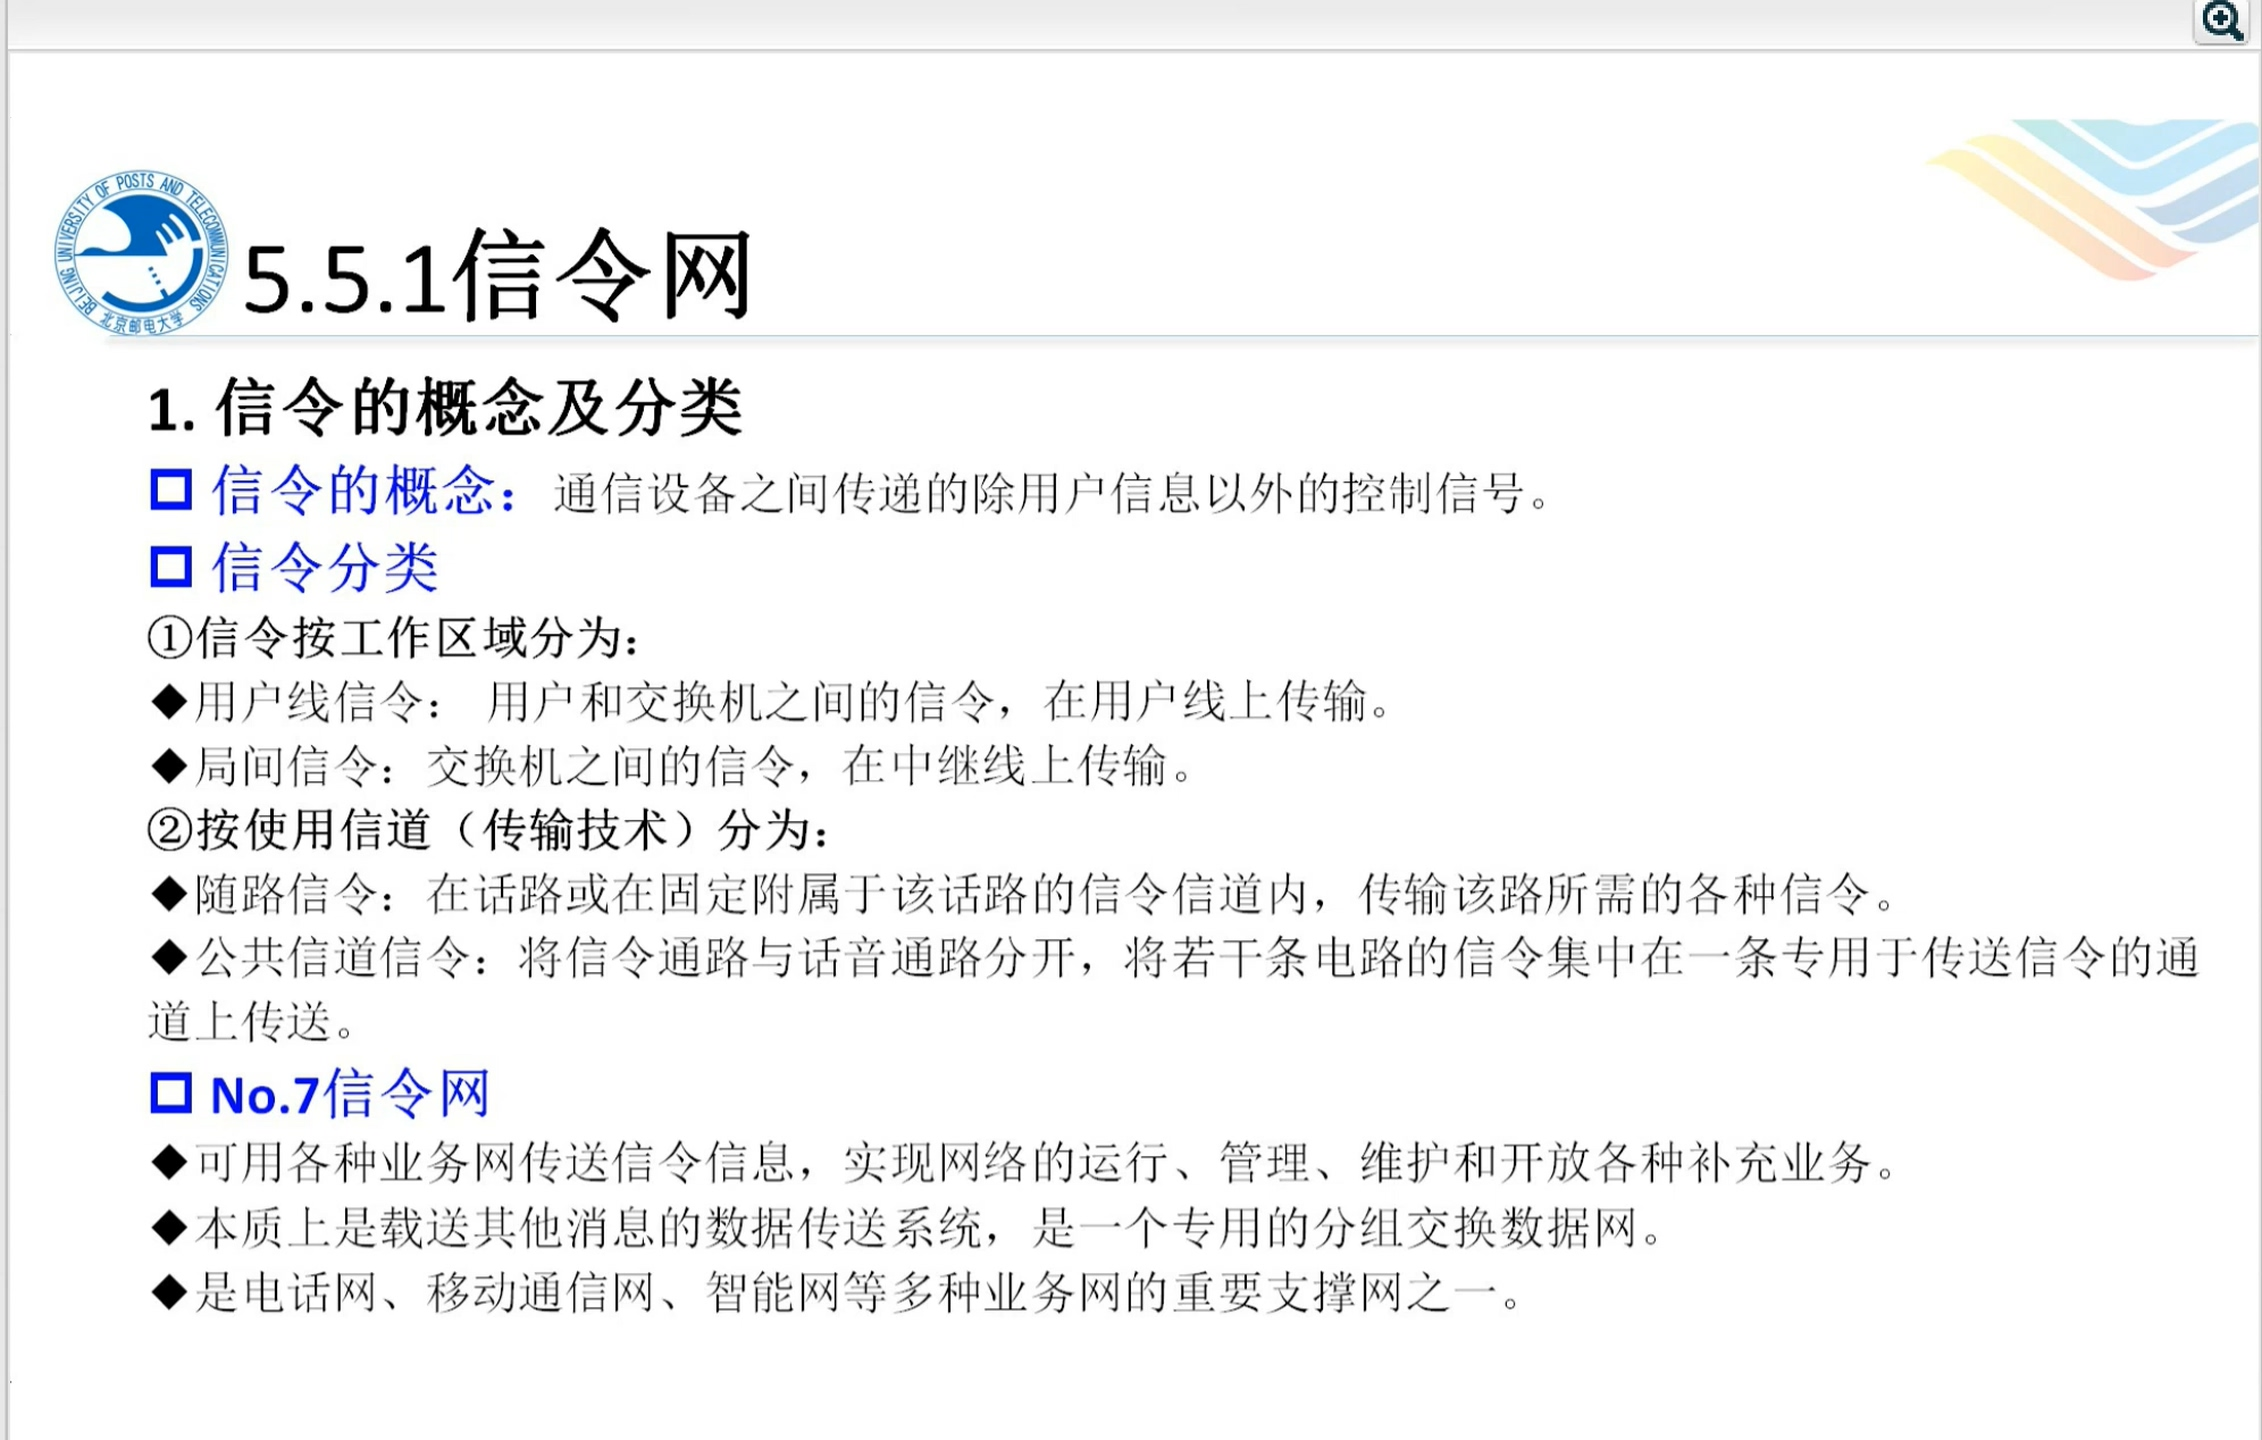 BEIJING UNIVERSITY OF POSTS AND TELECOMMUNICATIONS
北京邮电大学
5.5.1信令网
1. 信令的概念及分类
信令的概念：通信设备之间传递的除用户信息以外的控制信号。
信令分类
①信令按工作区域分为：
◆用户线信令： 用户和交换机之间的信令，在用户线上传输。
◆局间信令：交换机之间的信令，在中继线上传输。
②按使用信道（传输技术）分为：
◆随路信令：在话路或在固定附属于该话路的信令信道内，传输该路所需的各种信令。
◆公共信道信令：将信令通路与话音通路分开，将若干条电路的信令集中在一条专用于传送信令的通
道上传送。
No.7信令网
◆可用各种业务网传送信令信息，实现网络的运行、管理、维护和开放各种补充业务。
◆本质上是载送其他消息的数据传送系统，是一个专用的分组交换数据网。
◆是电话网、移动通信网、智能网等多种业务网的重要支撑网之一。